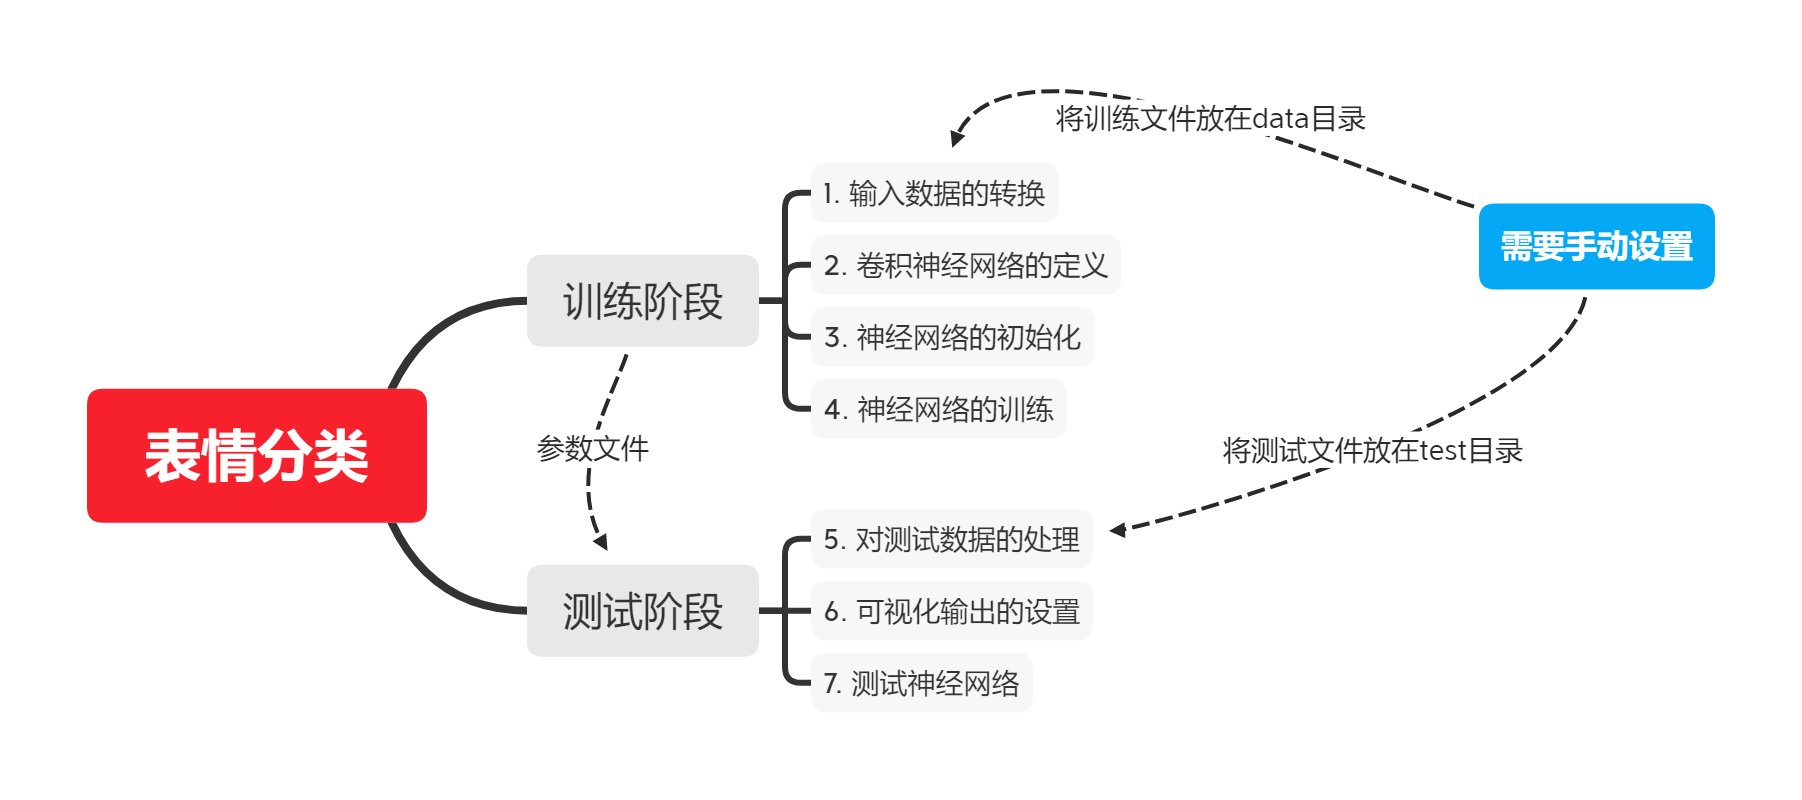 将训练文件放在data目录
1. 输入数据的转换
需要手动设置
2. 卷积神经网络的定义
训练阶段
3. 神经网络的初始化
4. 神经网络的训练
表情分类
参数文件
将测试文件放在test目录
5. 对测试数据的处理
测试阶段
6. 可视化输出的设置
7. 测试神经网络